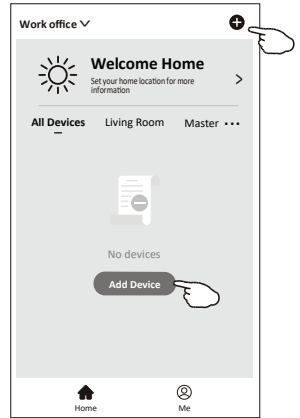 Work office
Welcome Home
Set your home location for more
information
All Devices Living Room Master
No devices
Add Device
Home Me